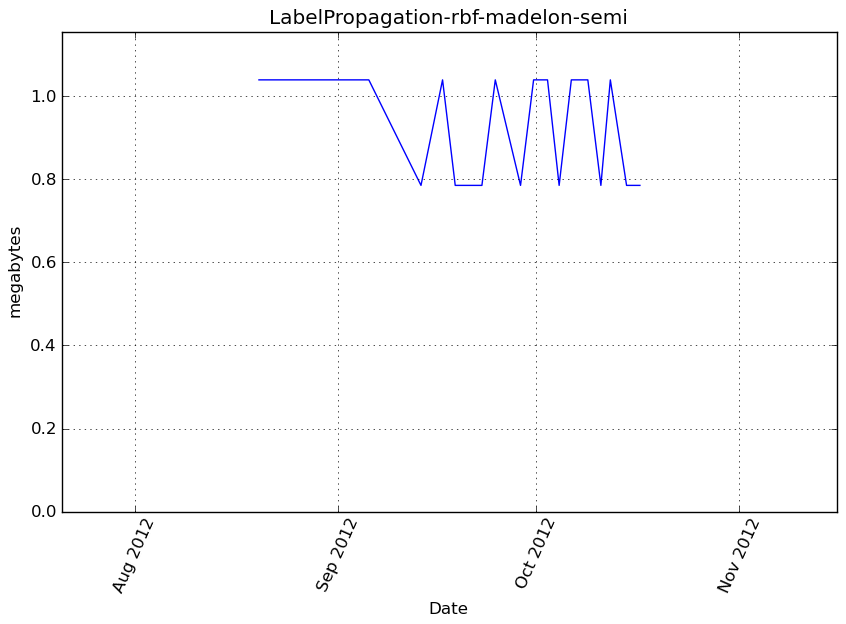 LabelPropagation-rbf-madelon-semi
megabytes
1.0
0.8
0.6
0.4
0.2
0.0
Aug 2012
Sep 2012
Oct 2012
Nov 2012
Date